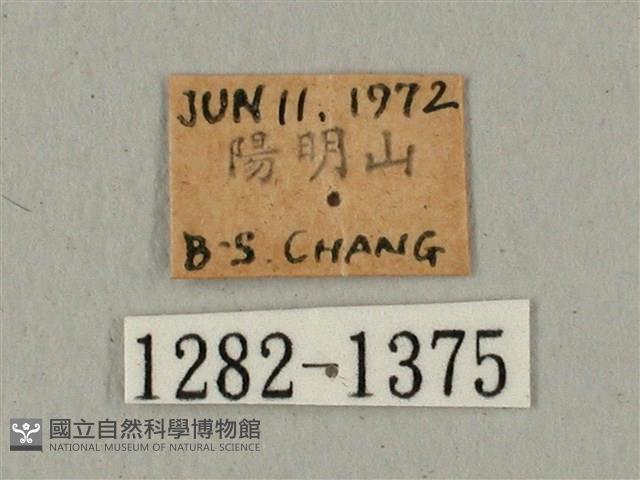 JUN 11. 1972
陽明山
B-S. CHANG
1282-1375
國立自然科學博物館
NATIONAL MUSEUM OF NATURAL SCIENCE